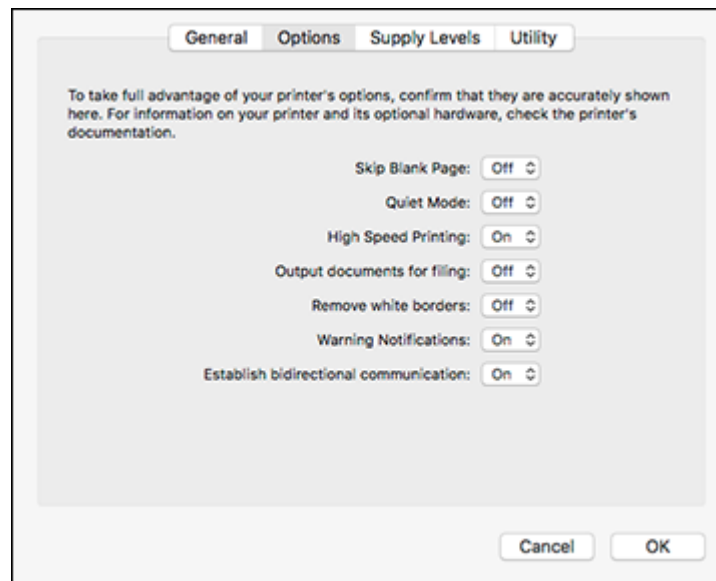 General Options Supply Levels Utility
To take full advantage of your printer's options, confirm that they are accurately shown
here. For information on your printer and its optional hardware, check the printer's
documentation.
Skip Blank Page: Off
Quiet Mode: Off
High Speed Printing: On
Output documents for filing: Off
Remove white borders: Off
Warning Notifications: On
Establish bidirectional communication: On
Cancel OK